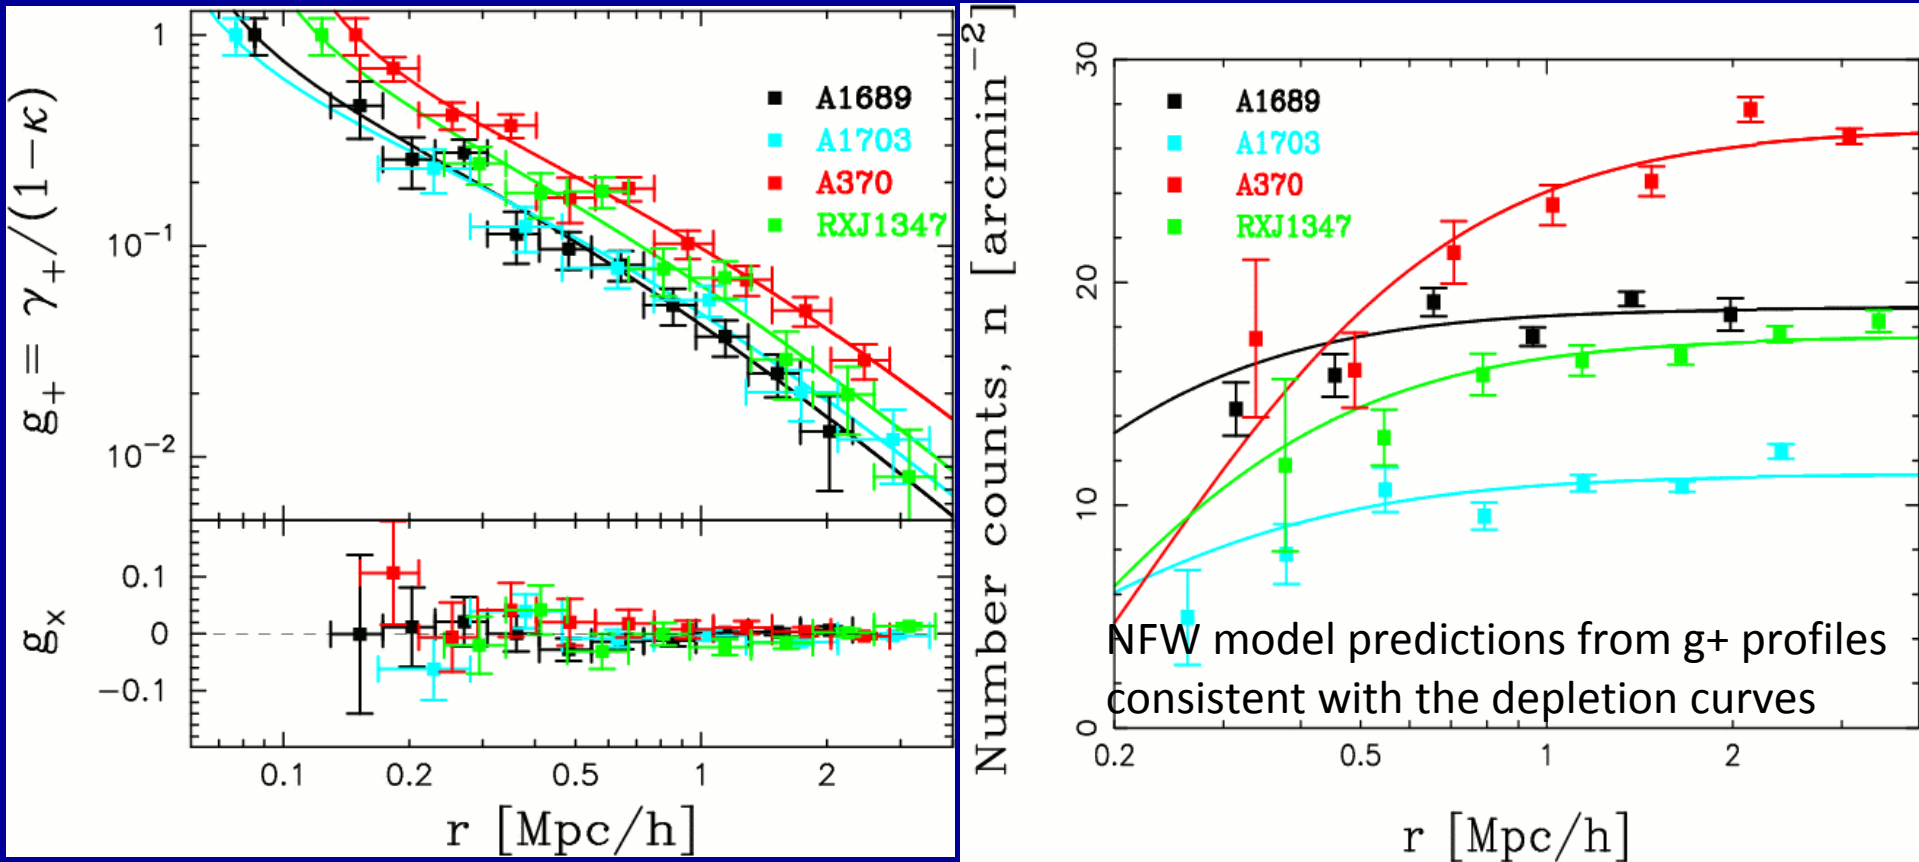 g₊ = γ₊/(1−κ)
1
10⁻¹
10⁻²
A1689
A1703
A370
RXJ1347
gₓ
0.1
0
−0.1
0.1 0.2 0.5 1 2
r [Mpc/h]
Number counts, n [arcmin⁻²]
30
20
10
0
A1689
A1703
A370
RXJ1347
NFW model predictions from g+ profiles
consistent with the depletion curves
0.2 0.5 1 2
r [Mpc/h]